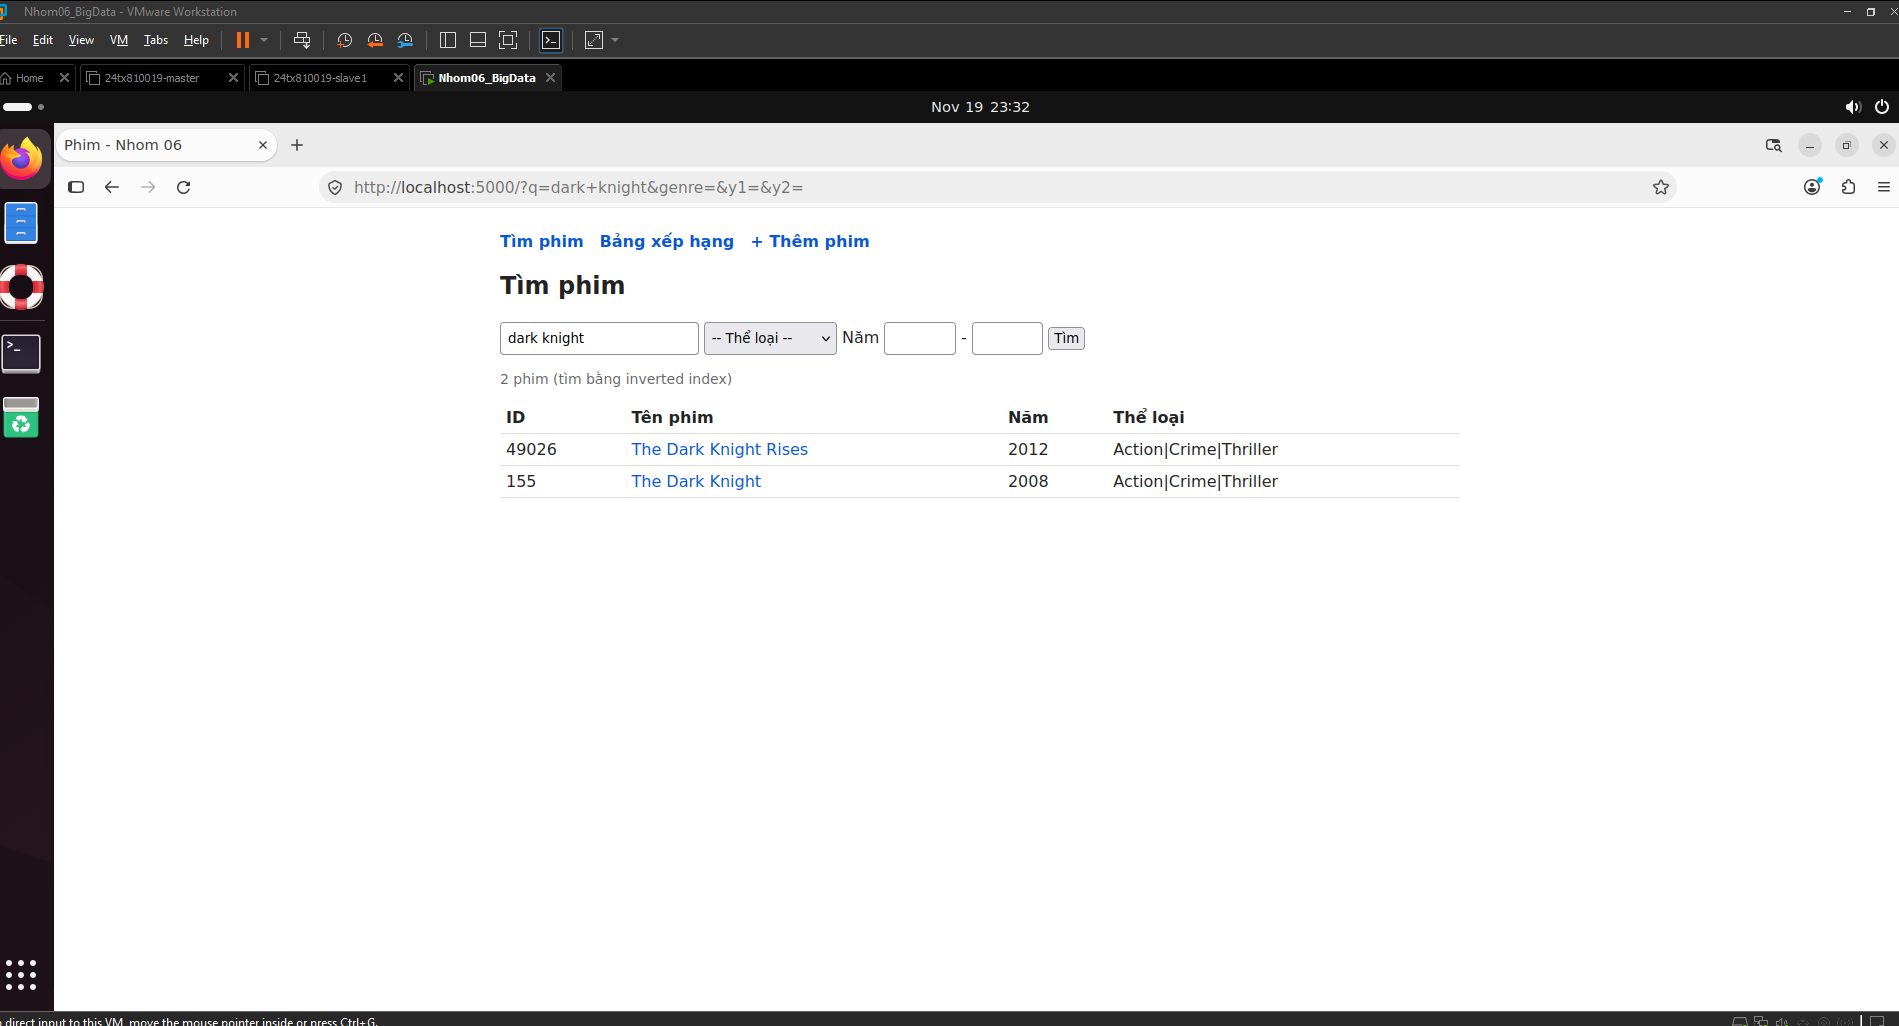 Nhom06_BigData - VMware Workstation
File Edit View VM Tabs Help
Home 24tx810019-master 24tx810019-slave1 Nhom06_BigData
Nov 19 23:32
Phim - Nhom 06
http://localhost:5000/?q=dark+knight&genre=&y1=&y2=
Tìm phim Bảng xếp hạng + Thêm phim
Tìm phim
dark knight -- Thể loại -- Năm - Tìm
2 phim (tìm bằng inverted index)
ID Tên phim Năm Thể loại
49026 The Dark Knight Rises 2012 Action|Crime|Thriller
155 The Dark Knight 2008 Action|Crime|Thriller
direct input to this VM, move the mouse pointer inside or press Ctrl+G.